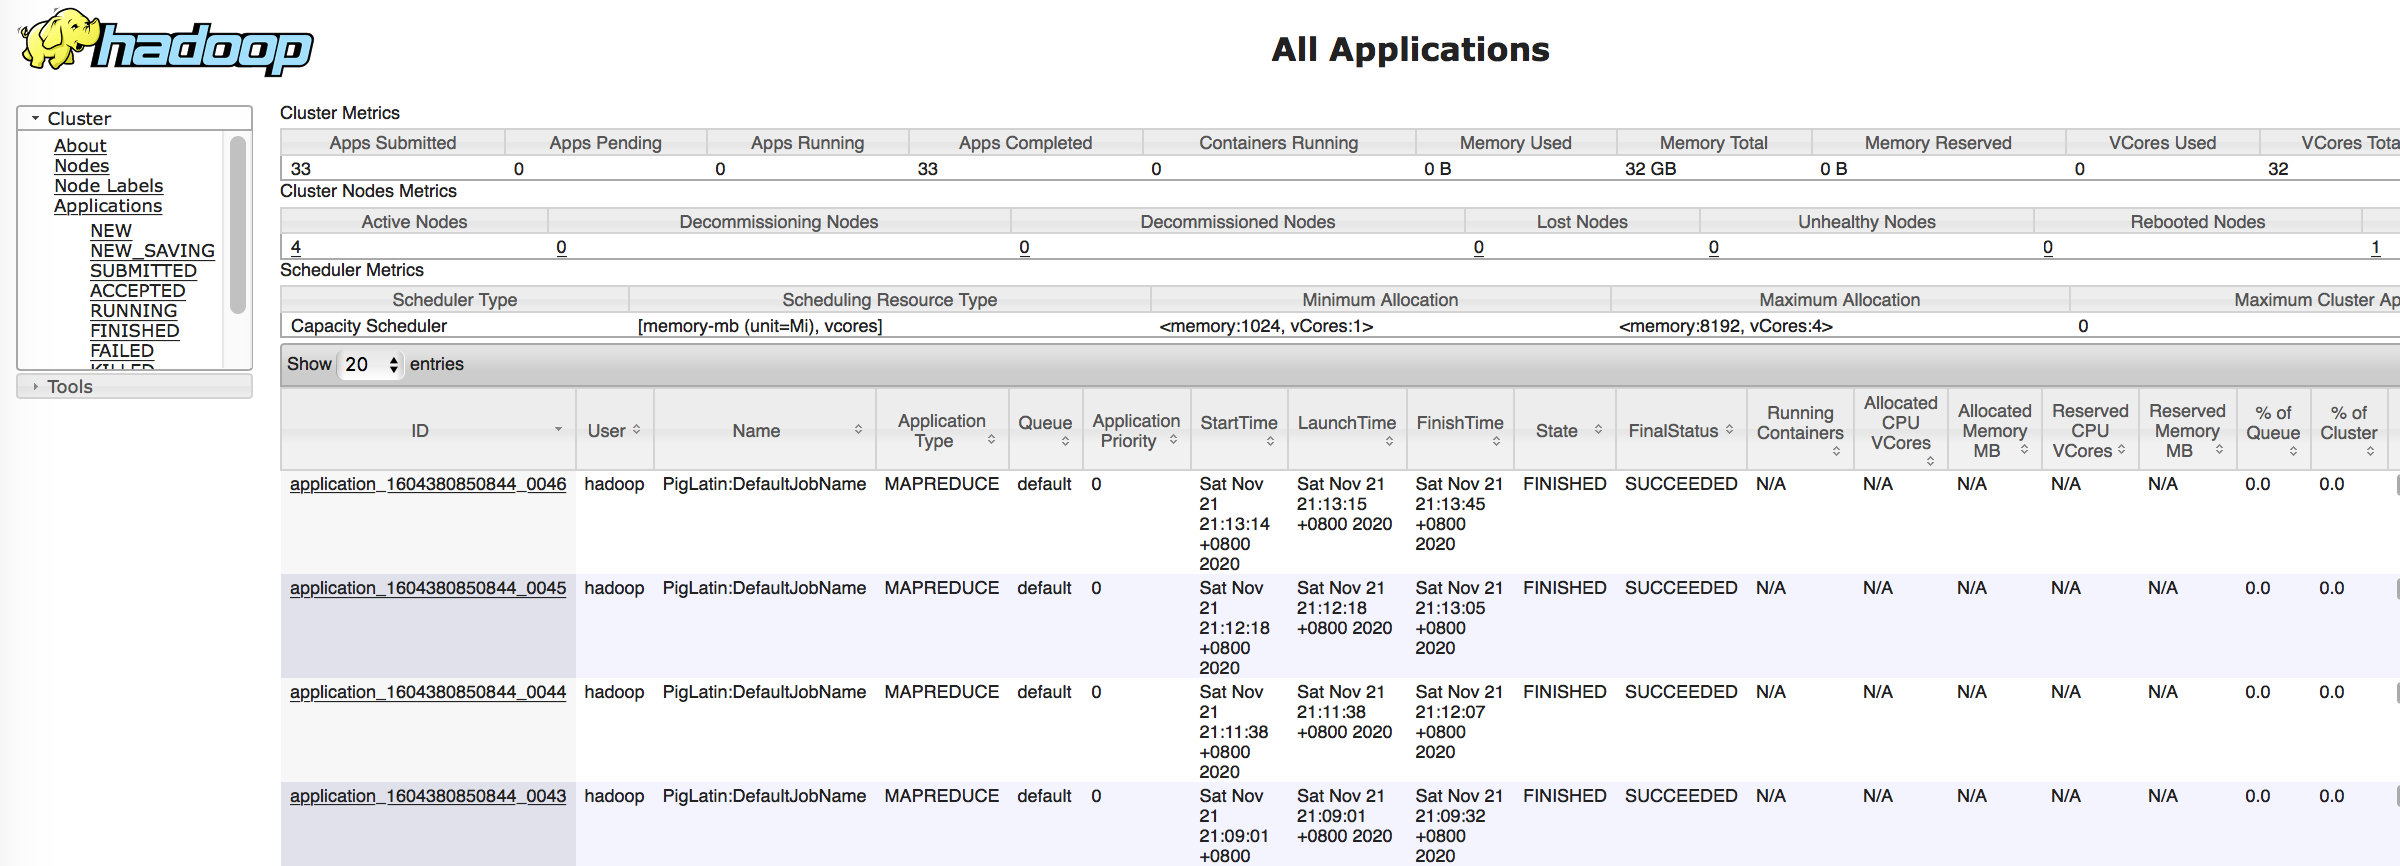 hadoop
All Applications
Cluster
About
Nodes
Node Labels
Applications
NEW
NEW_SAVING
SUBMITTED
ACCEPTED
RUNNING
FINISHED
FAILED
KILLED
Tools
Cluster Metrics
Apps Submitted Apps Pending Apps Running Apps Completed Containers Running Memory Used Memory Total Memory Reserved VCores Used VCores Tota
33 0 0 33 0 0 B 32 GB 0 B 0 32
Cluster Nodes Metrics
Active Nodes Decommissioning Nodes Decommissioned Nodes Lost Nodes Unhealthy Nodes Rebooted Nodes
4 0 0 0 0 0 1
Scheduler Metrics
Scheduler Type Scheduling Resource Type Minimum Allocation Maximum Allocation Maximum Cluster Ap
Capacity Scheduler [memory-mb (unit=Mi), vcores] <memory:1024, vCores:1> <memory:8192, vCores:4> 0
Show 20 entries
ID User Name Application Type Queue Application Priority StartTime LaunchTime FinishTime State FinalStatus Running Containers Allocated CPU VCores Allocated Memory MB Reserved CPU VCores Reserved Memory MB % of Queue % of Cluster
application_1604380850844_0046 hadoop PigLatin:DefaultJobName MAPREDUCE default 0 Sat Nov 21 21:13:14 +0800 2020 Sat Nov 21 21:13:15 +0800 2020 Sat Nov 21 21:13:45 +0800 2020 FINISHED SUCCEEDED N/A N/A N/A N/A N/A 0.0 0.0
application_1604380850844_0045 hadoop PigLatin:DefaultJobName MAPREDUCE default 0 Sat Nov 21 21:12:18 +0800 2020 Sat Nov 21 21:12:18 +0800 2020 Sat Nov 21 21:13:05 +0800 2020 FINISHED SUCCEEDED N/A N/A N/A N/A N/A 0.0 0.0
application_1604380850844_0044 hadoop PigLatin:DefaultJobName MAPREDUCE default 0 Sat Nov 21 21:11:38 +0800 2020 Sat Nov 21 21:11:38 +0800 2020 Sat Nov 21 21:12:07 +0800 2020 FINISHED SUCCEEDED N/A N/A N/A N/A N/A 0.0 0.0
application_1604380850844_0043 hadoop PigLatin:DefaultJobName MAPREDUCE default 0 Sat Nov 21 21:09:01 +0800 Sat Nov 21 21:09:01 +0800 2020 Sat Nov 21 21:09:32 +0800 2020 FINISHED SUCCEEDED N/A N/A N/A N/A N/A 0.0 0.0